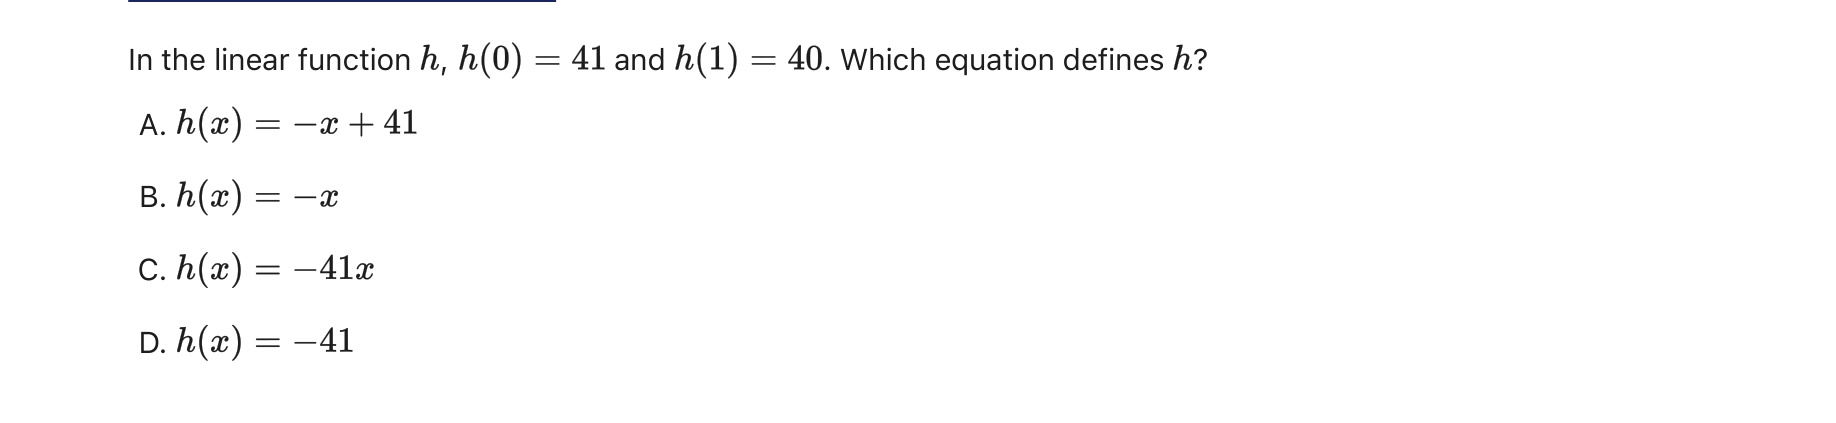 In the linear function h, h(0) = 41 and h(1) = 40. Which equation defines h?
A. h(x) = −x + 41
B. h(x) = −x
C. h(x) = −41x
D. h(x) = −41